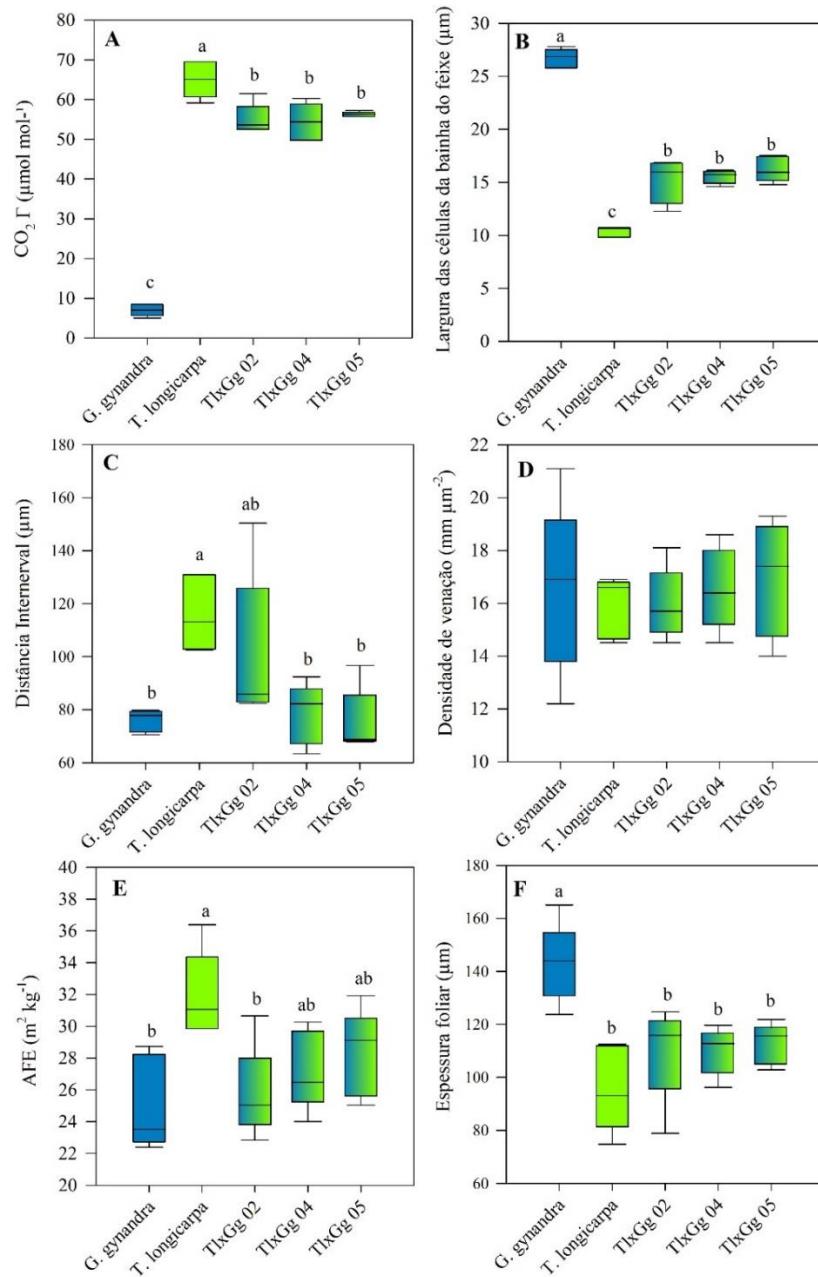 A
CO₂ Γ (µmol mol-¹)
80
70
60
50
40
30
20
10
0
c
a
b
b
b
G. gynandra
T. longicarpa
TlxGg 02
TlxGg 04
TlxGg 05
B
Largura das células da bainha do feixe (µm)
30
25
20
15
10
5
0
a
c
b
b
b
G. gynandra
T. longicarpa
TlxGg 02
TlxGg 04
TlxGg 05
C
Distância Internerval (µm)
180
160
140
120
100
80
60
b
a
ab
b
b
G. gynandra
T. longicarpa
TlxGg 02
TlxGg 04
TlxGg 05
D
Densidade de venação (mm µm⁻²)
22
20
18
16
14
12
10
G. gynandra
T. longicarpa
TlxGg 02
TlxGg 04
TlxGg 05
E
AFE (m² kg⁻¹)
40
38
36
34
32
30
28
26
24
22
20
b
a
b
ab
ab
G. gynandra
T. longicarpa
TlxGg 02
TlxGg 04
TlxGg 05
F
Espessura foliar (µm)
180
160
140
120
100
80
60
a
b
b
b
b
G. gynandra
T. longicarpa
TlxGg 02
TlxGg 04
TlxGg 05